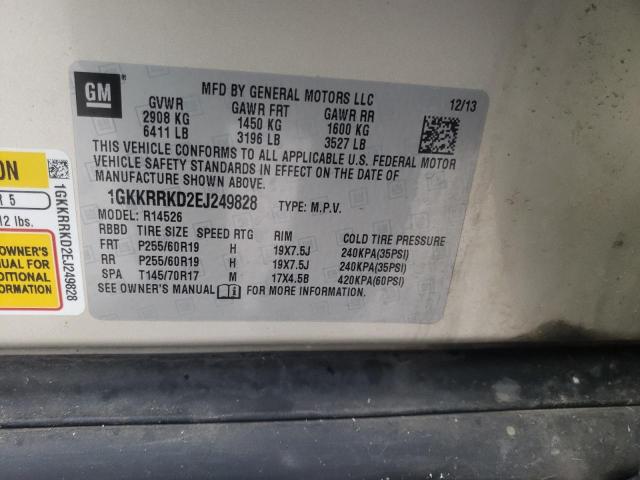 GM
MFD BY GENERAL MOTORS LLC
12/13
GVWR GAWR FRT GAWR RR
2908 KG 1450 KG 1600 KG
6411 LB 3196 LB 3527 LB
THIS VEHICLE CONFORMS TO ALL APPLICABLE U.S. FEDERAL MOTOR
VEHICLE SAFETY STANDARDS IN EFFECT ON THE DATE OF
MANUFACTURE SHOWN ABOVE.
1GKKRRKD2EJ249828 TYPE: M.P.V.
MODEL: R14526
RBBD TIRE SIZE SPEED RTG RIM COLD TIRE PRESSURE
FRT P255/60R19 H 19X7.5J 240KPA(35PSI)
RR P255/60R19 H 19X7.5J 240KPA(35PSI)
SPA T145/70R17 M 17X4.5B 420KPA(60PSI)
SEE OWNER'S MANUAL FOR MORE INFORMATION.
ON
R 5
2 lbs.
OWNER'S
MANUAL FOR
DITIONAL
FORMATION
1GKKRRKD2EJ249828